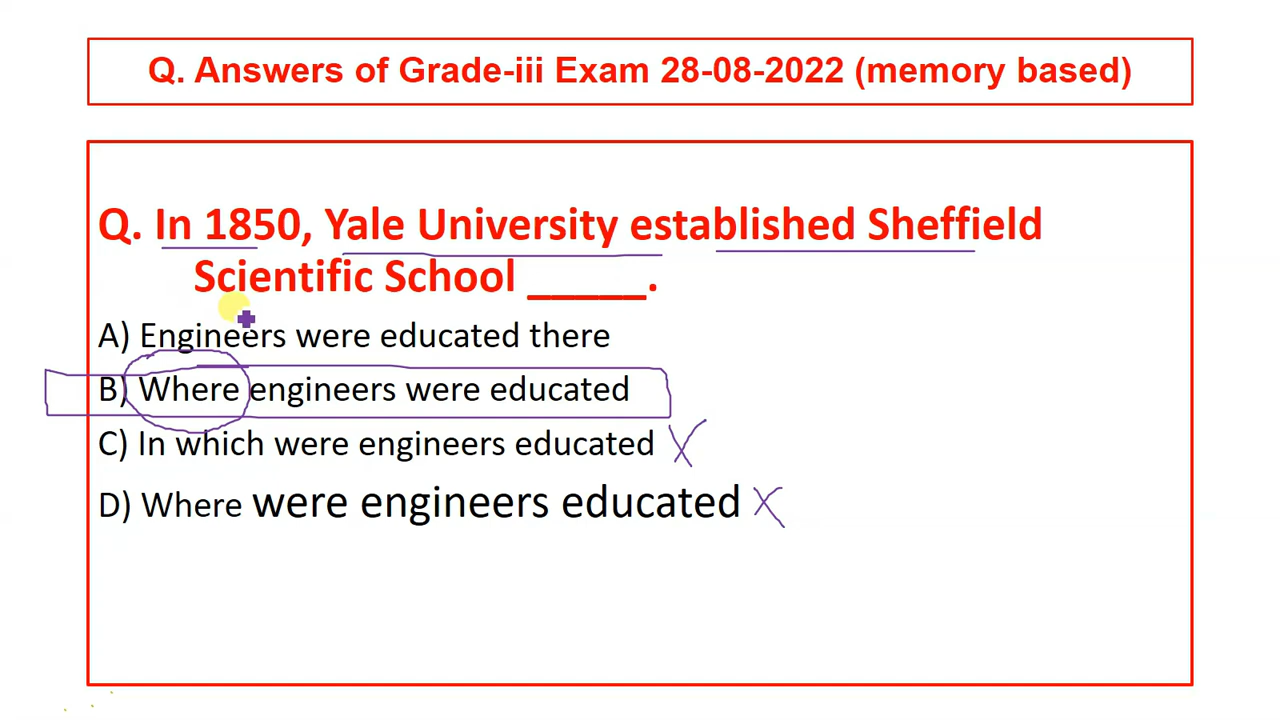 Q. Answers of Grade-iii Exam 28-08-2022 (memory based)
Q. In 1850, Yale University established Sheffield
Scientific School _____.
A) Engineers were educated there
B) Where engineers were educated
C) In which were engineers educated
D) Where were engineers educated